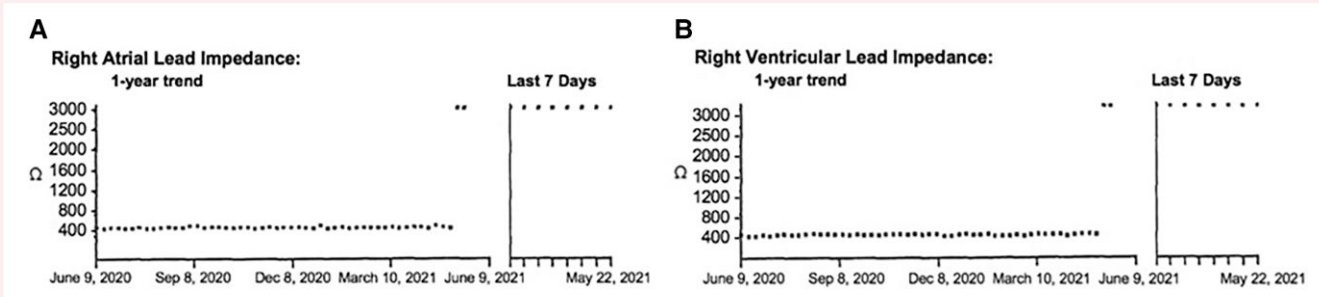 A
Right Atrial Lead Impedance:
1-year trend
Last 7 Days
3000
2500
2000
1600
1200
800
400
Ω
June 9, 2020
Sep 8, 2020
Dec 8, 2020
March 10, 2021
June 9, 2021
May 22, 2021
B
Right Ventricular Lead Impedance:
1-year trend
Last 7 Days
3000
2500
2000
1600
1200
800
400
Ω
June 9, 2020
Sep 8, 2020
Dec 8, 2020
March 10, 2021
June 9, 2021
May 22, 2021